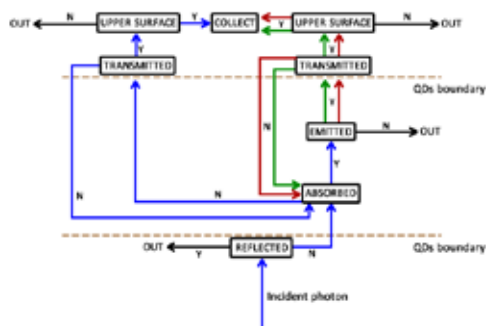 OUT N UPPER SURFACE Y COLLECT Y UPPER SURFACE N OUT
Y Y
TRANSMITTED TRANSMITTED
QDs boundary
N Y
EMITTED N OUT
Y
N N ABSORBED
QDs boundary
OUT Y REFLECTED N
Incident photon